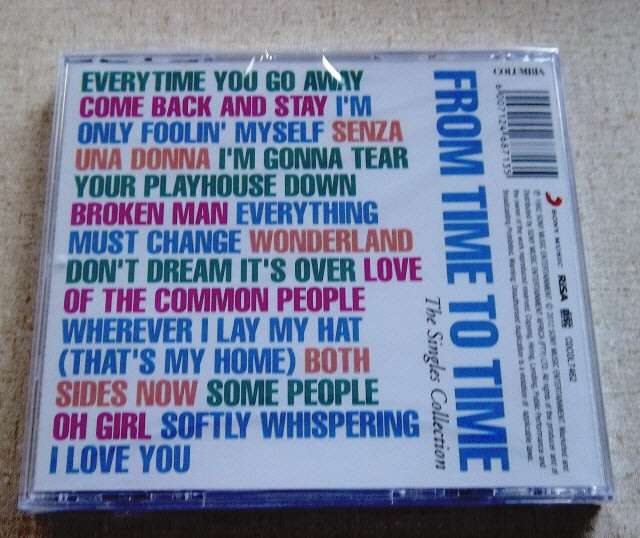 EVERYTIME YOU GO AWAY
COME BACK AND STAY I'M
ONLY FOOLIN' MYSELF SENZA
UNA DONNA I'M GONNA TEAR
YOUR PLAYHOUSE DOWN
BROKEN MAN EVERYTHING
MUST CHANGE WONDERLAND
DON'T DREAM IT'S OVER LOVE
OF THE COMMON PEOPLE
WHEREVER I LAY MY HAT
(THAT'S MY HOME) BOTH
SIDES NOW SOME PEOPLE
OH GIRL SOFTLY WHISPERING
I LOVE YOU
FROM TIME TO TIME
The Singles Collection
COLUMBIA
SONY MUSIC
RISA